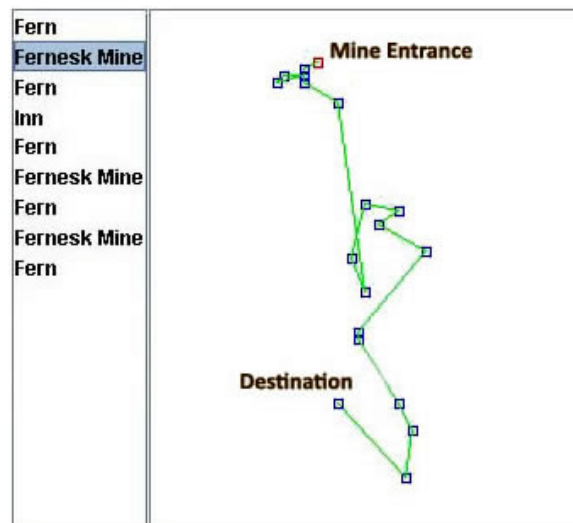 Fern
Fernesk Mine
Fern
Inn
Fern
Fernesk Mine
Fern
Fernesk Mine
Fern
Mine Entrance
Destination